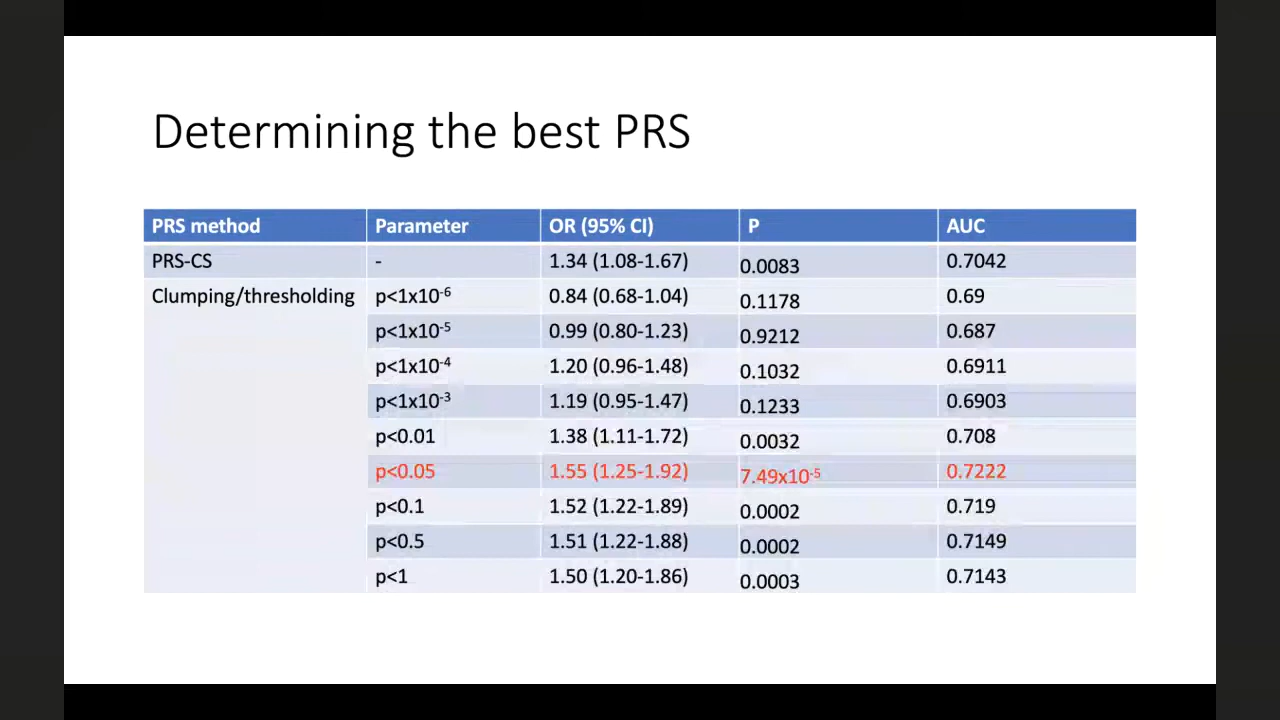 Determining the best PRS
PRS method Parameter OR (95% CI) P AUC
PRS-CS - 1.34 (1.08-1.67) 0.0083 0.7042
Clumping/thresholding p<1x10⁻⁶ 0.84 (0.68-1.04) 0.1178 0.69
p<1x10⁻⁵ 0.99 (0.80-1.23) 0.9212 0.687
p<1x10⁻⁴ 1.20 (0.96-1.48) 0.1032 0.6911
p<1x10⁻³ 1.19 (0.95-1.47) 0.1233 0.6903
p<0.01 1.38 (1.11-1.72) 0.0032 0.708
p<0.05 1.55 (1.25-1.92) 7.49x10⁻⁵ 0.7222
p<0.1 1.52 (1.22-1.89) 0.0002 0.719
p<0.5 1.51 (1.22-1.88) 0.0002 0.7149
p<1 1.50 (1.20-1.86) 0.0003 0.7143